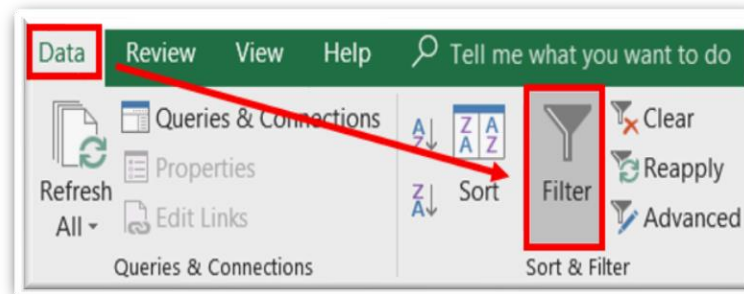 Data Review View Help Tell me what you want to do
Refresh All
Queries & Connections
Properties
Edit Links
Queries & Connections
A Z
Z A
Z A
A Z
Sort
Filter
Clear
Reapply
Advanced
Sort & Filter